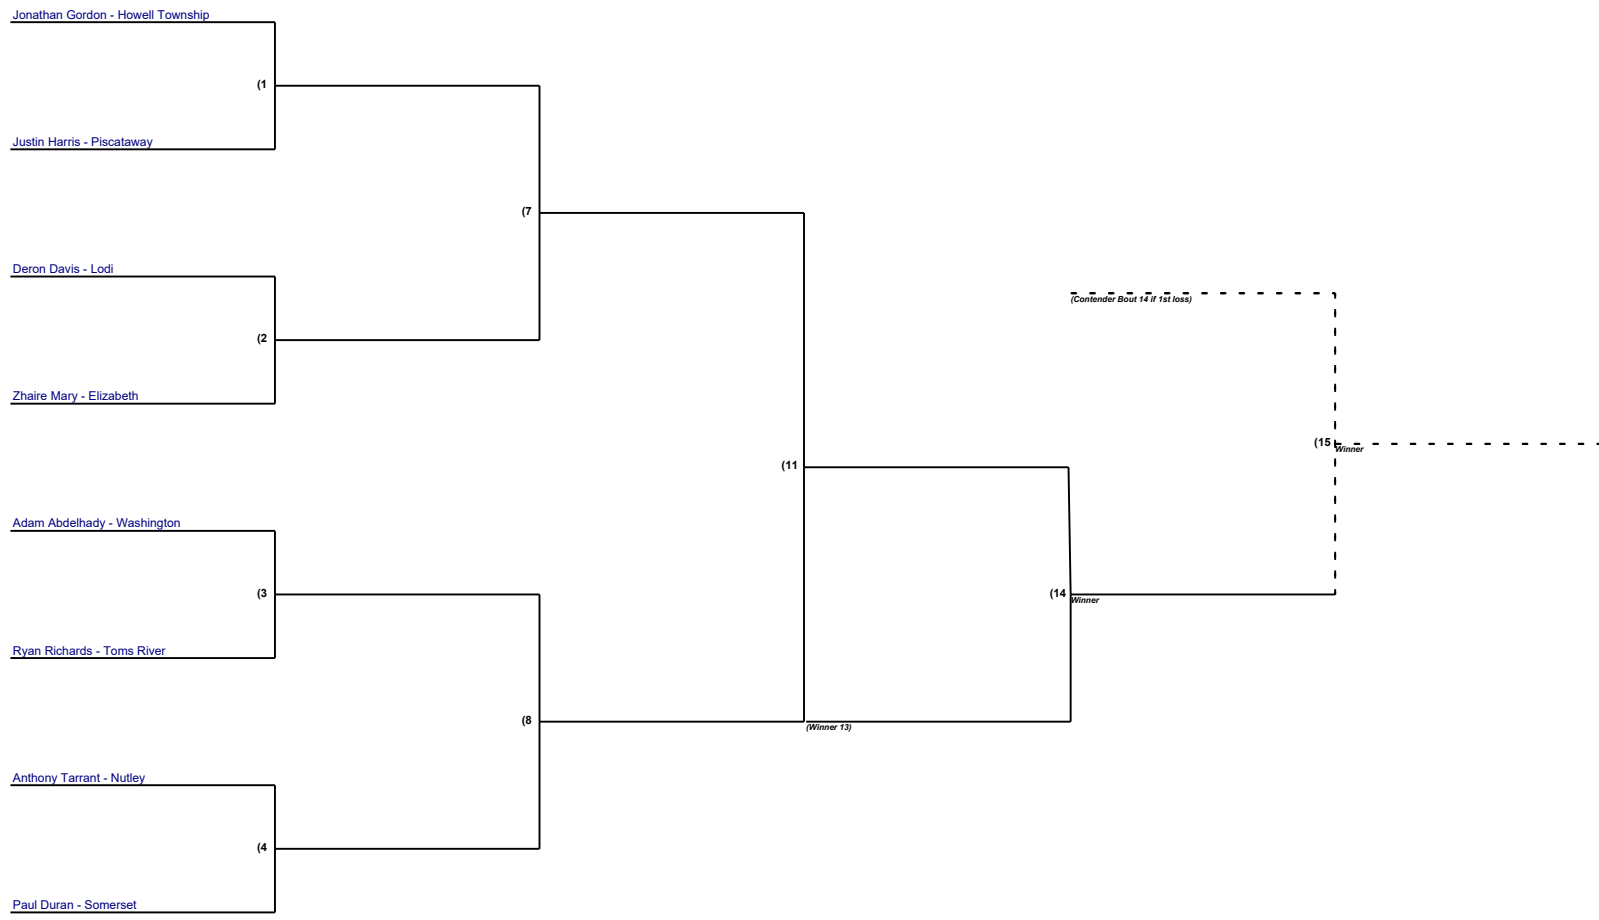 Jonathan Gordon - Howell Township
(1
Justin Harris - Piscataway
(7
Deron Davis - Lodi
(Contender Bout 14 if 1st loss)
(2
Zhaire Mary - Elizabeth
(15
Winner
(11
Adam Abdelhady - Washington
(3
(14
Winner
Ryan Richards - Toms River
(8
(Winner 13)
Anthony Tarrant - Nutley
(4
Paul Duran - Somerset